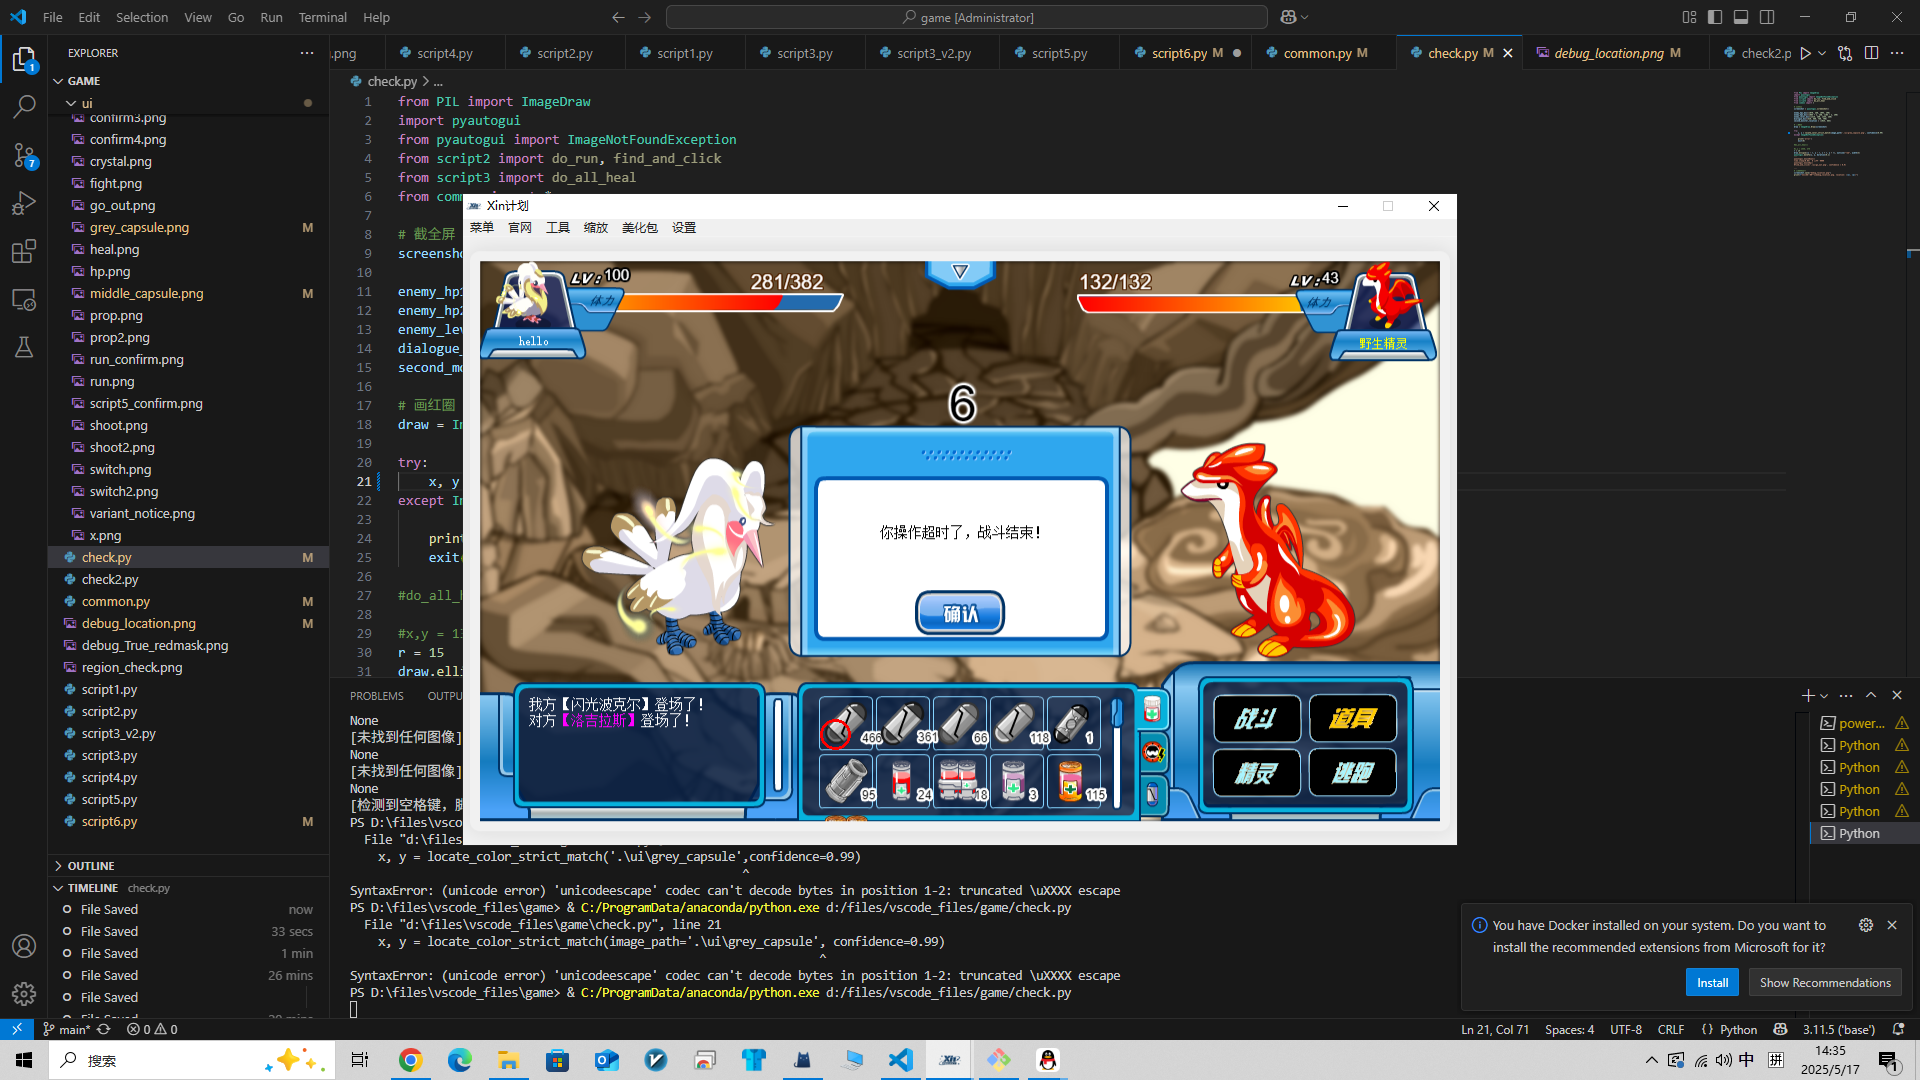 File Edit Selection View Go Run Terminal Help
game [Administrator]
EXPLORER
.png script4.py script2.py script1.py script3.py script3_v2.py script5.py script6.py M common.py M check.py M debug_location.png M check2.p
GAME
check.py > ...
ui
confirm3.png
confirm4.png
crystal.png
fight.png
go_out.png
grey_capsule.png M
heal.png
hp.png
middle_capsule.png M
prop.png
prop2.png
run_confirm.png
run.png
script5_confirm.png
shoot.png
shoot2.png
switch.png
switch2.png
variant_notice.png
x.png
check.py M
check2.py
common.py M
debug_location.png M
debug_True_redmask.png
region_check.png
script1.py
script2.py
script3_v2.py
script3.py
script4.py
script5.py
script6.py M
OUTLINE
TIMELINE check.py
File Saved now
File Saved 33 secs
File Saved 1 min
File Saved 26 mins
File Saved
1 from PIL import ImageDraw
2 import pyautogui
3 from pyautogui import ImageNotFoundException
4 from script2 import do_run, find_and_click
5 from script3 import do_all_heal
6 from com
7
8 # 截全屏
9 screensho
10
11 enemy_hp1
12 enemy_hp2
13 enemy_lev
14 dialogue_
15 second_mo
16
17 # 画红圈
18 draw = Im
19
20 try:
21 x, y
22 except Im
23
24 print
25 exit(
26
27 #do_all_h
28
29 #x,y = 13
30 r = 15
31 draw.elli
Xin计划
菜单 官网 工具 缩放 美化包 设置
LV:100 281/382 132/132 LV:43
体力 体力
hello 野生精灵
6
你操作超时了，战斗结束！
确认
我方【闪光波克尔】登场了！
对方【洛吉拉斯】登场了！
466 361 66 118 1
95 24 18 3 115
战斗 道具
精灵 逃跑
PROBLEMS OUTPU
None
[未找到任何图像]
None
[未找到任何图像]
None
[检测到空格键，脚
PS D:\files\vsco
File "d:\files
x, y = locate_color_strict_match('.\ui\grey_capsule',confidence=0.99)
^
SyntaxError: (unicode error) 'unicodeescape' codec can't decode bytes in position 1-2: truncated \uXXXX escape
PS D:\files\vscode_files\game> & C:/ProgramData/anaconda/python.exe d:/files/vscode_files/game/check.py
File "d:\files\vscode_files\game\check.py", line 21
x, y = locate_color_strict_match(image_path='.\ui\grey_capsule', confidence=0.99)
^
SyntaxError: (unicode error) 'unicodeescape' codec can't decode bytes in position 1-2: truncated \uXXXX escape
PS D:\files\vscode_files\game> & C:/ProgramData/anaconda/python.exe d:/files/vscode_files/game/check.py
power...
Python
Python
Python
Python
Python
You have Docker installed on your system. Do you want to
install the recommended extensions from Microsoft for it?
Install Show Recommendations
main* 0 0
Ln 21, Col 71 Spaces: 4 UTF-8 CRLF { } Python 3.11.5 ('base')
搜索
中 拼 14:35
2025/5/17